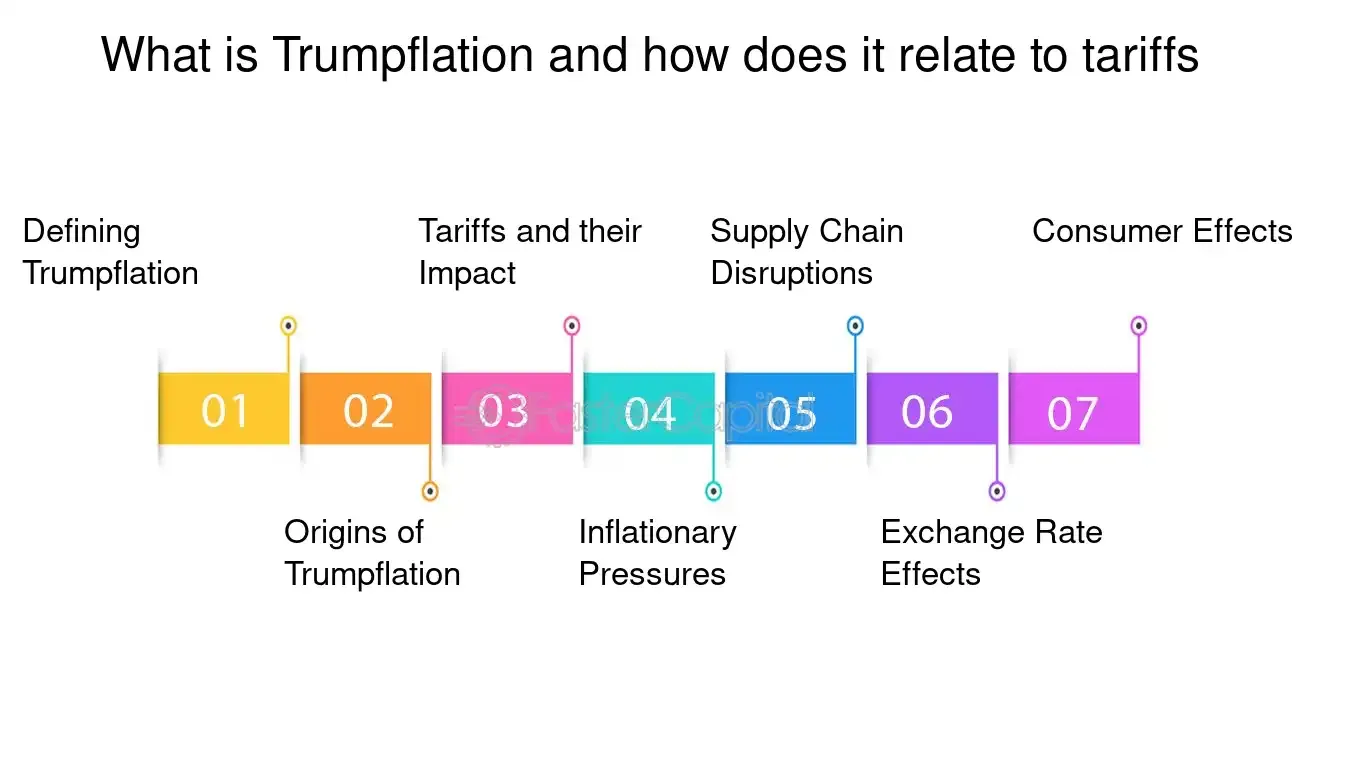 What is Trumpflation and how does it relate to tariffs
Defining
Trumpflation
Tariffs and their
Impact
Supply Chain
Disruptions
Consumer Effects
01
02
03
04
05
06
07
FasterCapital
Origins of
Trumpflation
Inflationary
Pressures
Exchange Rate
Effects